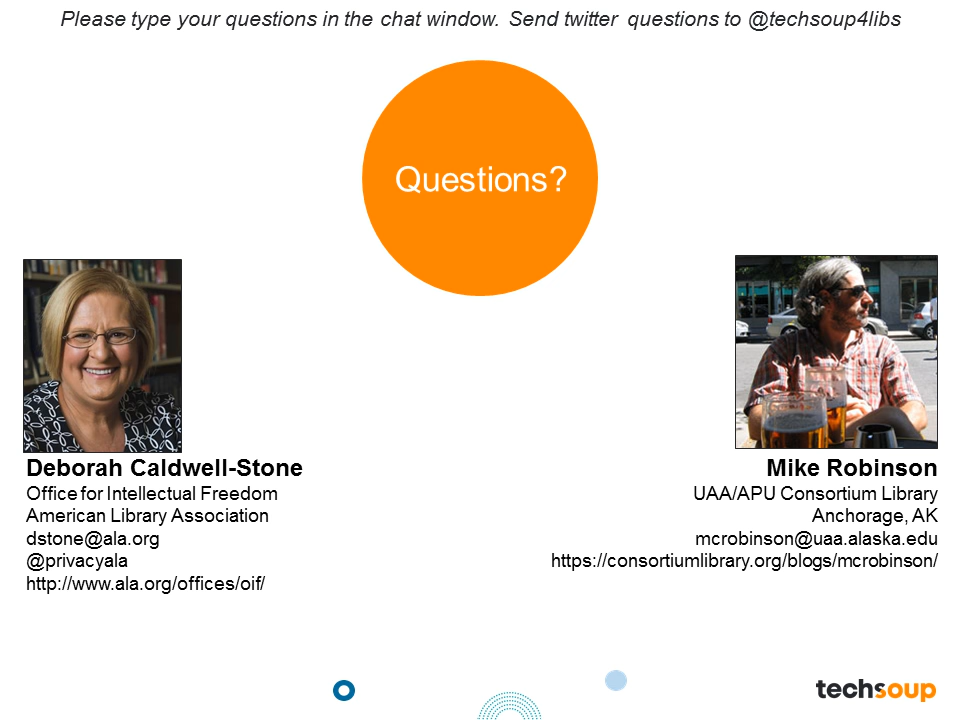 Please type your questions in the chat window. Send twitter questions to @techsoup4libs
Questions?
Deborah Caldwell-Stone
Office for Intellectual Freedom
American Library Association
dstone@ala.org
@privacyala
http://www.ala.org/offices/oif/
Mike Robinson
UAA/APU Consortium Library
Anchorage, AK
mcrobinson@uaa.alaska.edu
https://consortiumlibrary.org/blogs/mcrobinson/
techsoup